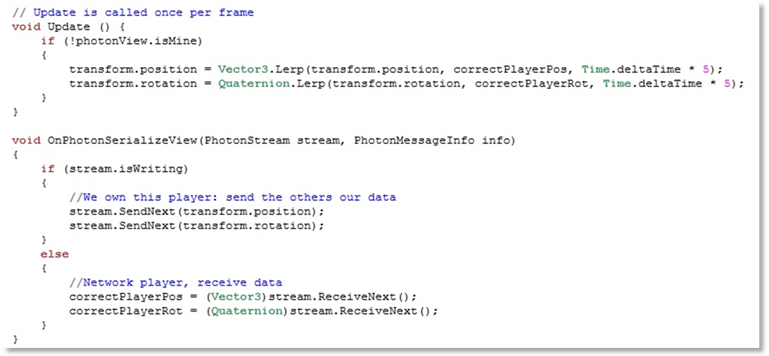 // Update is called once per frame
void Update () {
if (!photonView.isMine)
{
transform.position = Vector3.Lerp(transform.position, correctPlayerPos, Time.deltaTime * 5);
transform.rotation = Quaternion.Lerp(transform.rotation, correctPlayerRot, Time.deltaTime * 5);
}
}
void OnPhotonSerializeView(PhotonStream stream, PhotonMessageInfo info)
{
if (stream.isWriting)
{
//We own this player: send the others our data
stream.SendNext(transform.position);
stream.SendNext(transform.rotation);
}
else
{
//Network player, receive data
correctPlayerPos = (Vector3)stream.ReceiveNext();
correctPlayerRot = (Quaternion)stream.ReceiveNext();
}
}